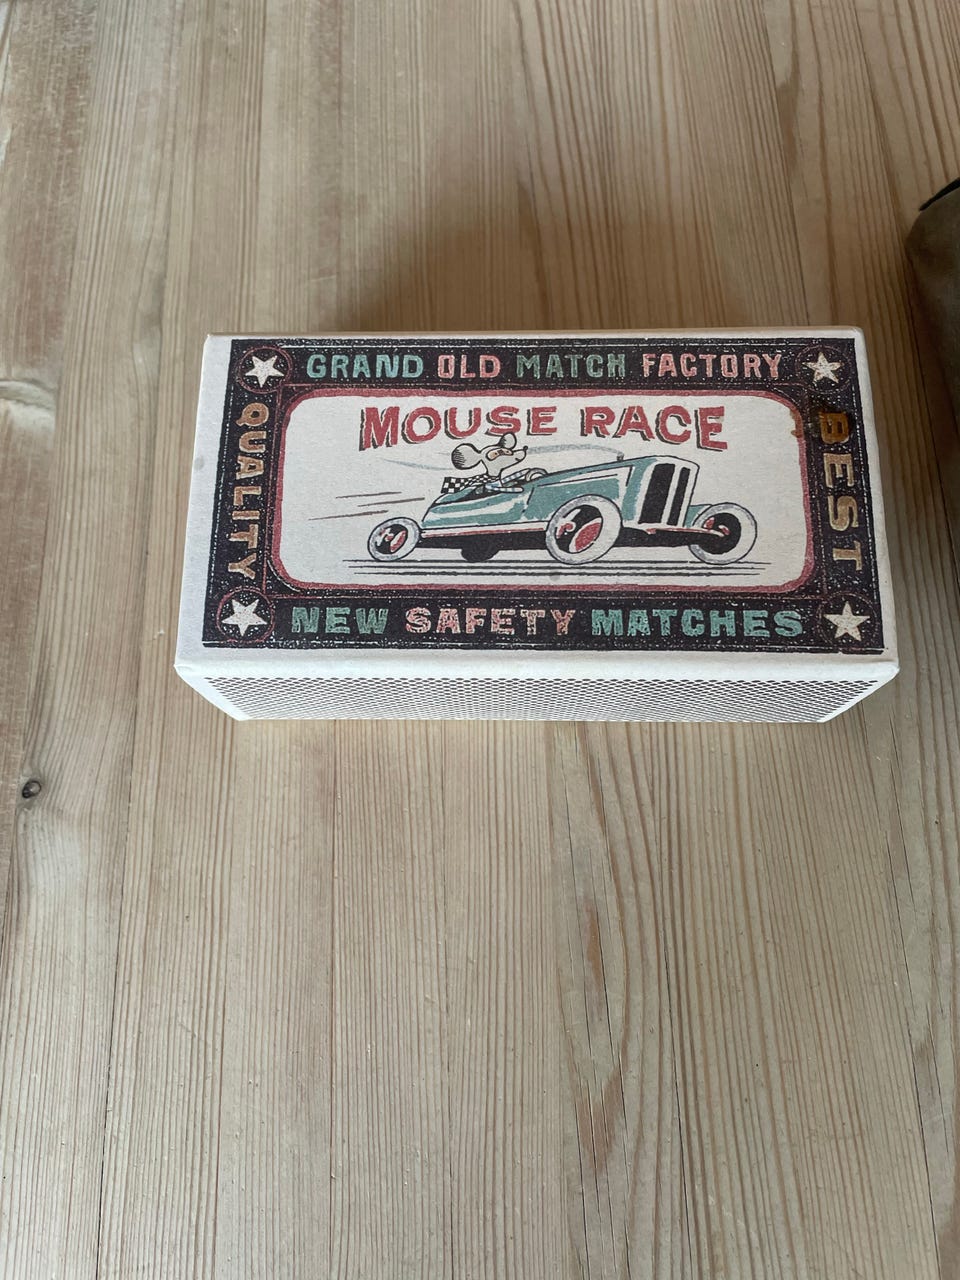 GRAND OLD MATCH FACTORY
QUALITY
MOUSE RACE
BEST
NEW SAFETY MATCHES